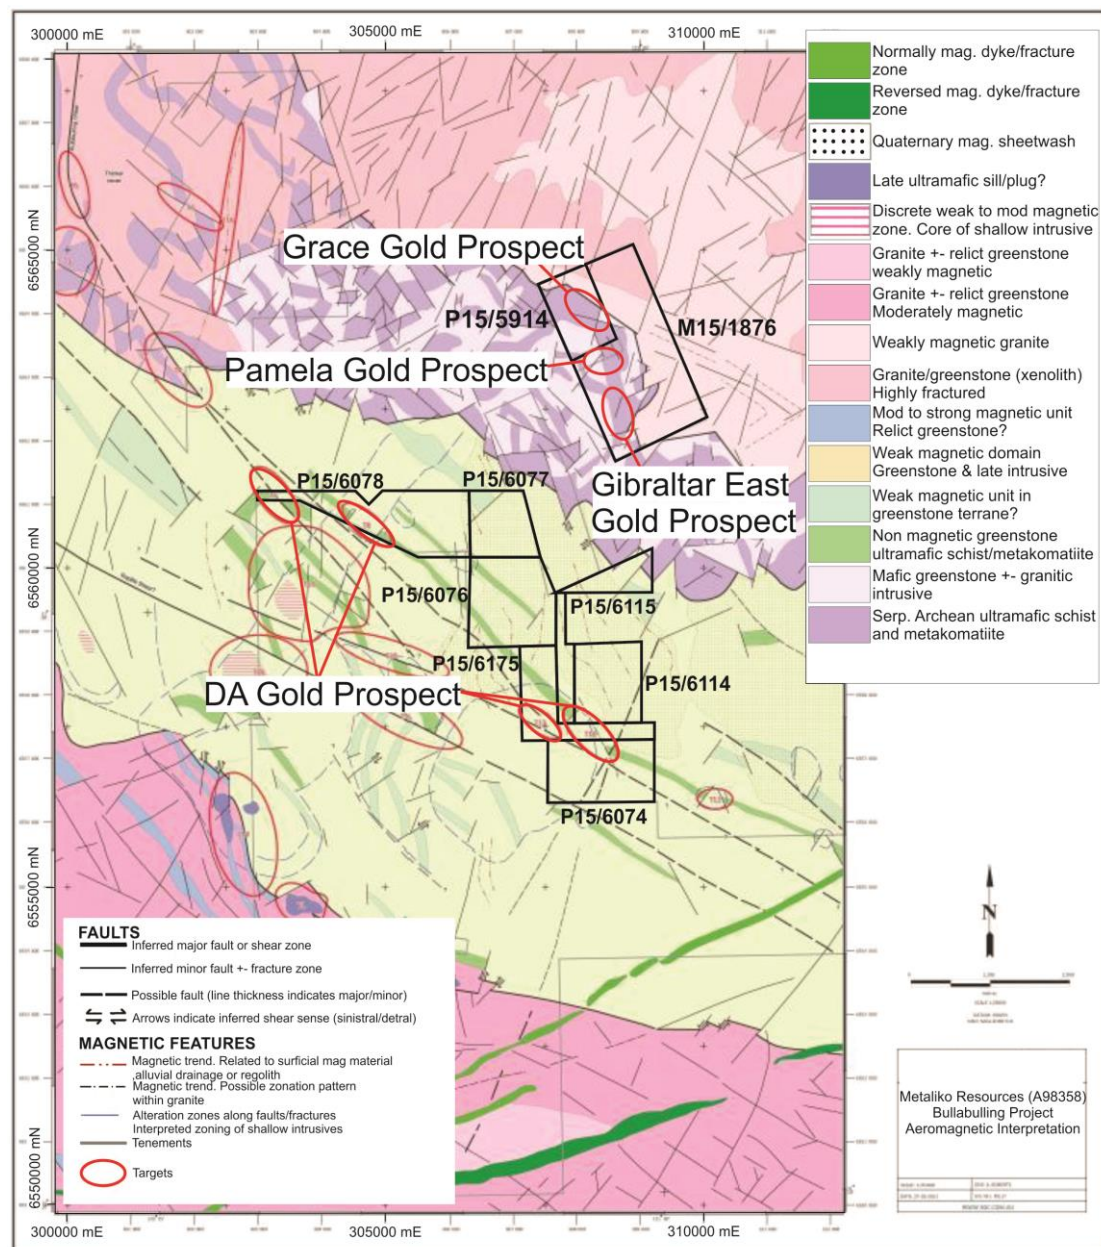 300000 mE
305000 mE
310000 mE
6565000 mN
6560000 mN
6555000 mN
6550000 mN
Normally mag. dyke/fracture
zone
Reversed mag. dyke/fracture
zone
Quaternary mag. sheetwash
Late ultramafic sill/plug?
Discrete weak to mod magnetic
zone. Core of shallow intrusive
Granite +- relict greenstone
weakly magnetic
Granite +- relict greenstone
Moderately magnetic
Weakly magnetic granite
Granite/greenstone (xenolith)
Highly fractured
Mod to strong magnetic unit
Relict greenstone?
Weak magnetic domain
Greenstone & late intrusive
Weak magnetic unit in
greenstone terrane?
Non magnetic greenstone
ultramafic schist/metakomatiite
Mafic greenstone +- granitic
intrusive
Serp. Archean ultramafic schist
and metakomatiite
Grace Gold Prospect
P15/5914
M15/1876
Pamela Gold Prospect
Gibraltar East
Gold Prospect
P15/6078
P15/6077
P15/6076
P15/6115
P15/6175
P15/6114
DA Gold Prospect
P15/6074
FAULTS
Inferred major fault or shear zone
Inferred minor fault +- fracture zone
Possible fault (line thickness indicates major/minor)
Arrows indicate inferred shear sense (sinistral/detral)
MAGNETIC FEATURES
Magnetic trend. Related to surficial mag material
,alluvial drainage or regolith
Magnetic trend. Possible zonation pattern
within granite
Alteration zones along faults/fractures
Interpreted zoning of shallow intrusives
Tenements
Targets
N
Metaliko Resources (A98358)
Bullabulling Project
Aeromagnetic Interpretation
300000 mE
305000 mE
310000 mE